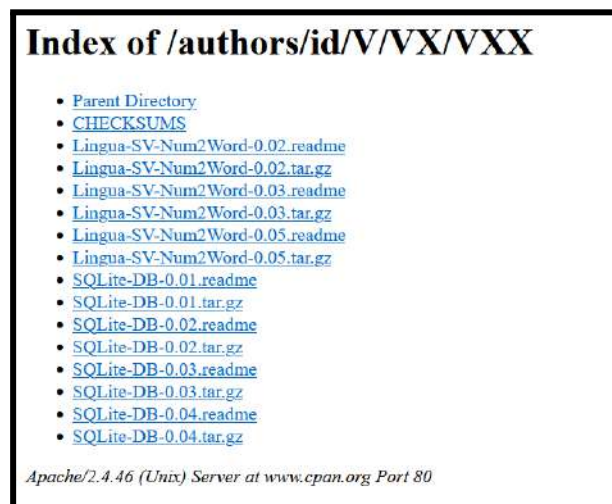 Index of /authors/id/V/VX/VXX
Parent Directory
CHECKSUMS
Lingua-SV-Num2Word-0.02.readme
Lingua-SV-Num2Word-0.02.tar.gz
Lingua-SV-Num2Word-0.03.readme
Lingua-SV-Num2Word-0.03.tar.gz
Lingua-SV-Num2Word-0.05.readme
Lingua-SV-Num2Word-0.05.tar.gz
SQLite-DB-0.01.readme
SQLite-DB-0.01.tar.gz
SQLite-DB-0.02.readme
SQLite-DB-0.02.tar.gz
SQLite-DB-0.03.readme
SQLite-DB-0.03.tar.gz
SQLite-DB-0.04.readme
SQLite-DB-0.04.tar.gz
Apache/2.4.46 (Unix) Server at www.cpan.org Port 80